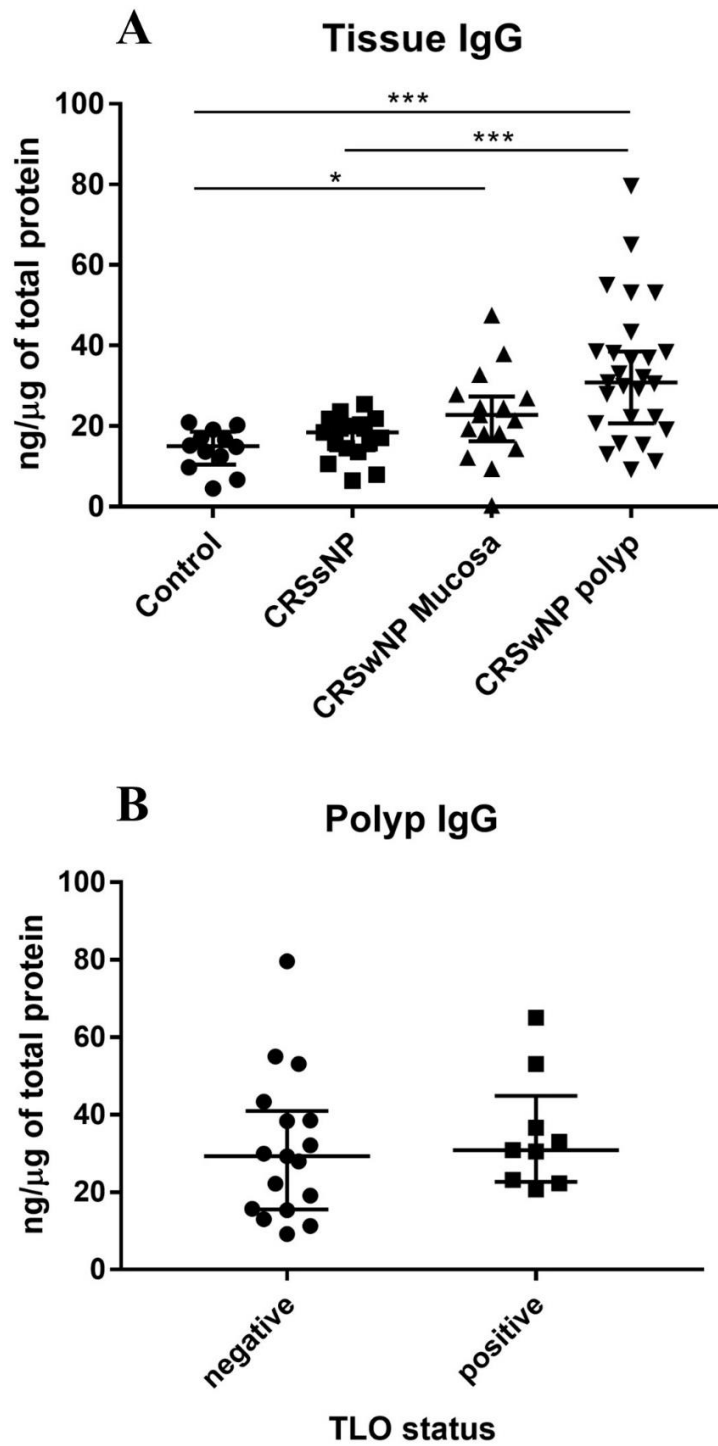 A
Tissue IgG
ng/μg of total protein
100
80
60
40
20
0
***
***
*
Control
CRSsNP
CRSwNP Mucosa
CRSwNP polyp
B
Polyp IgG
ng/μg of total protein
100
80
60
40
20
0
negative
positive
TLO status